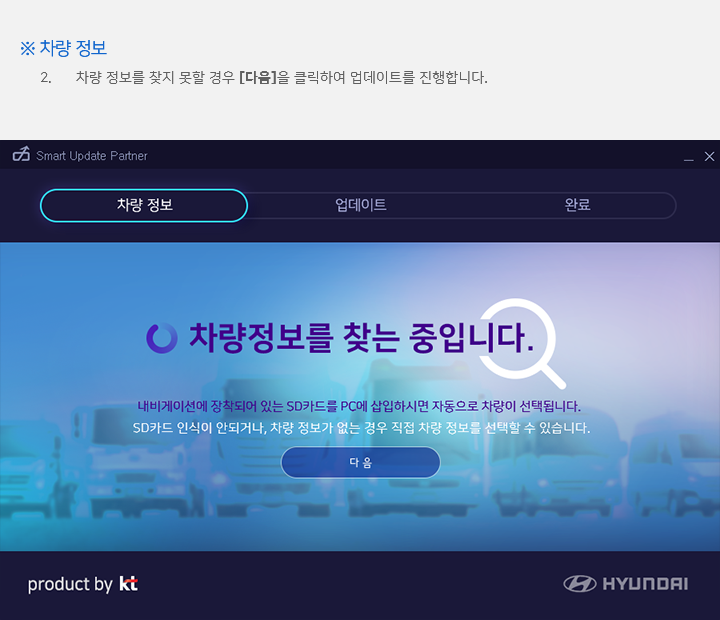 ※ 차량 정보
2. 차량 정보를 찾지 못할 경우 [다음]을 클릭하여 업데이트를 진행합니다.
Smart Update Partner
차량 정보 업데이트 완료
차량정보를 찾는 중입니다.
내비게이션에 장착되어 있는 SD카드를 PC에 삽입하시면 자동으로 차량이 선택됩니다.
SD카드 인식이 안되거나, 차량 정보가 없는 경우 직접 차량 정보를 선택할 수 있습니다.
다 음
product by kt HYUNDAI